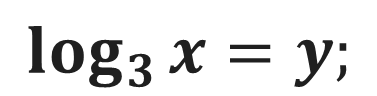 log₃ x = y;